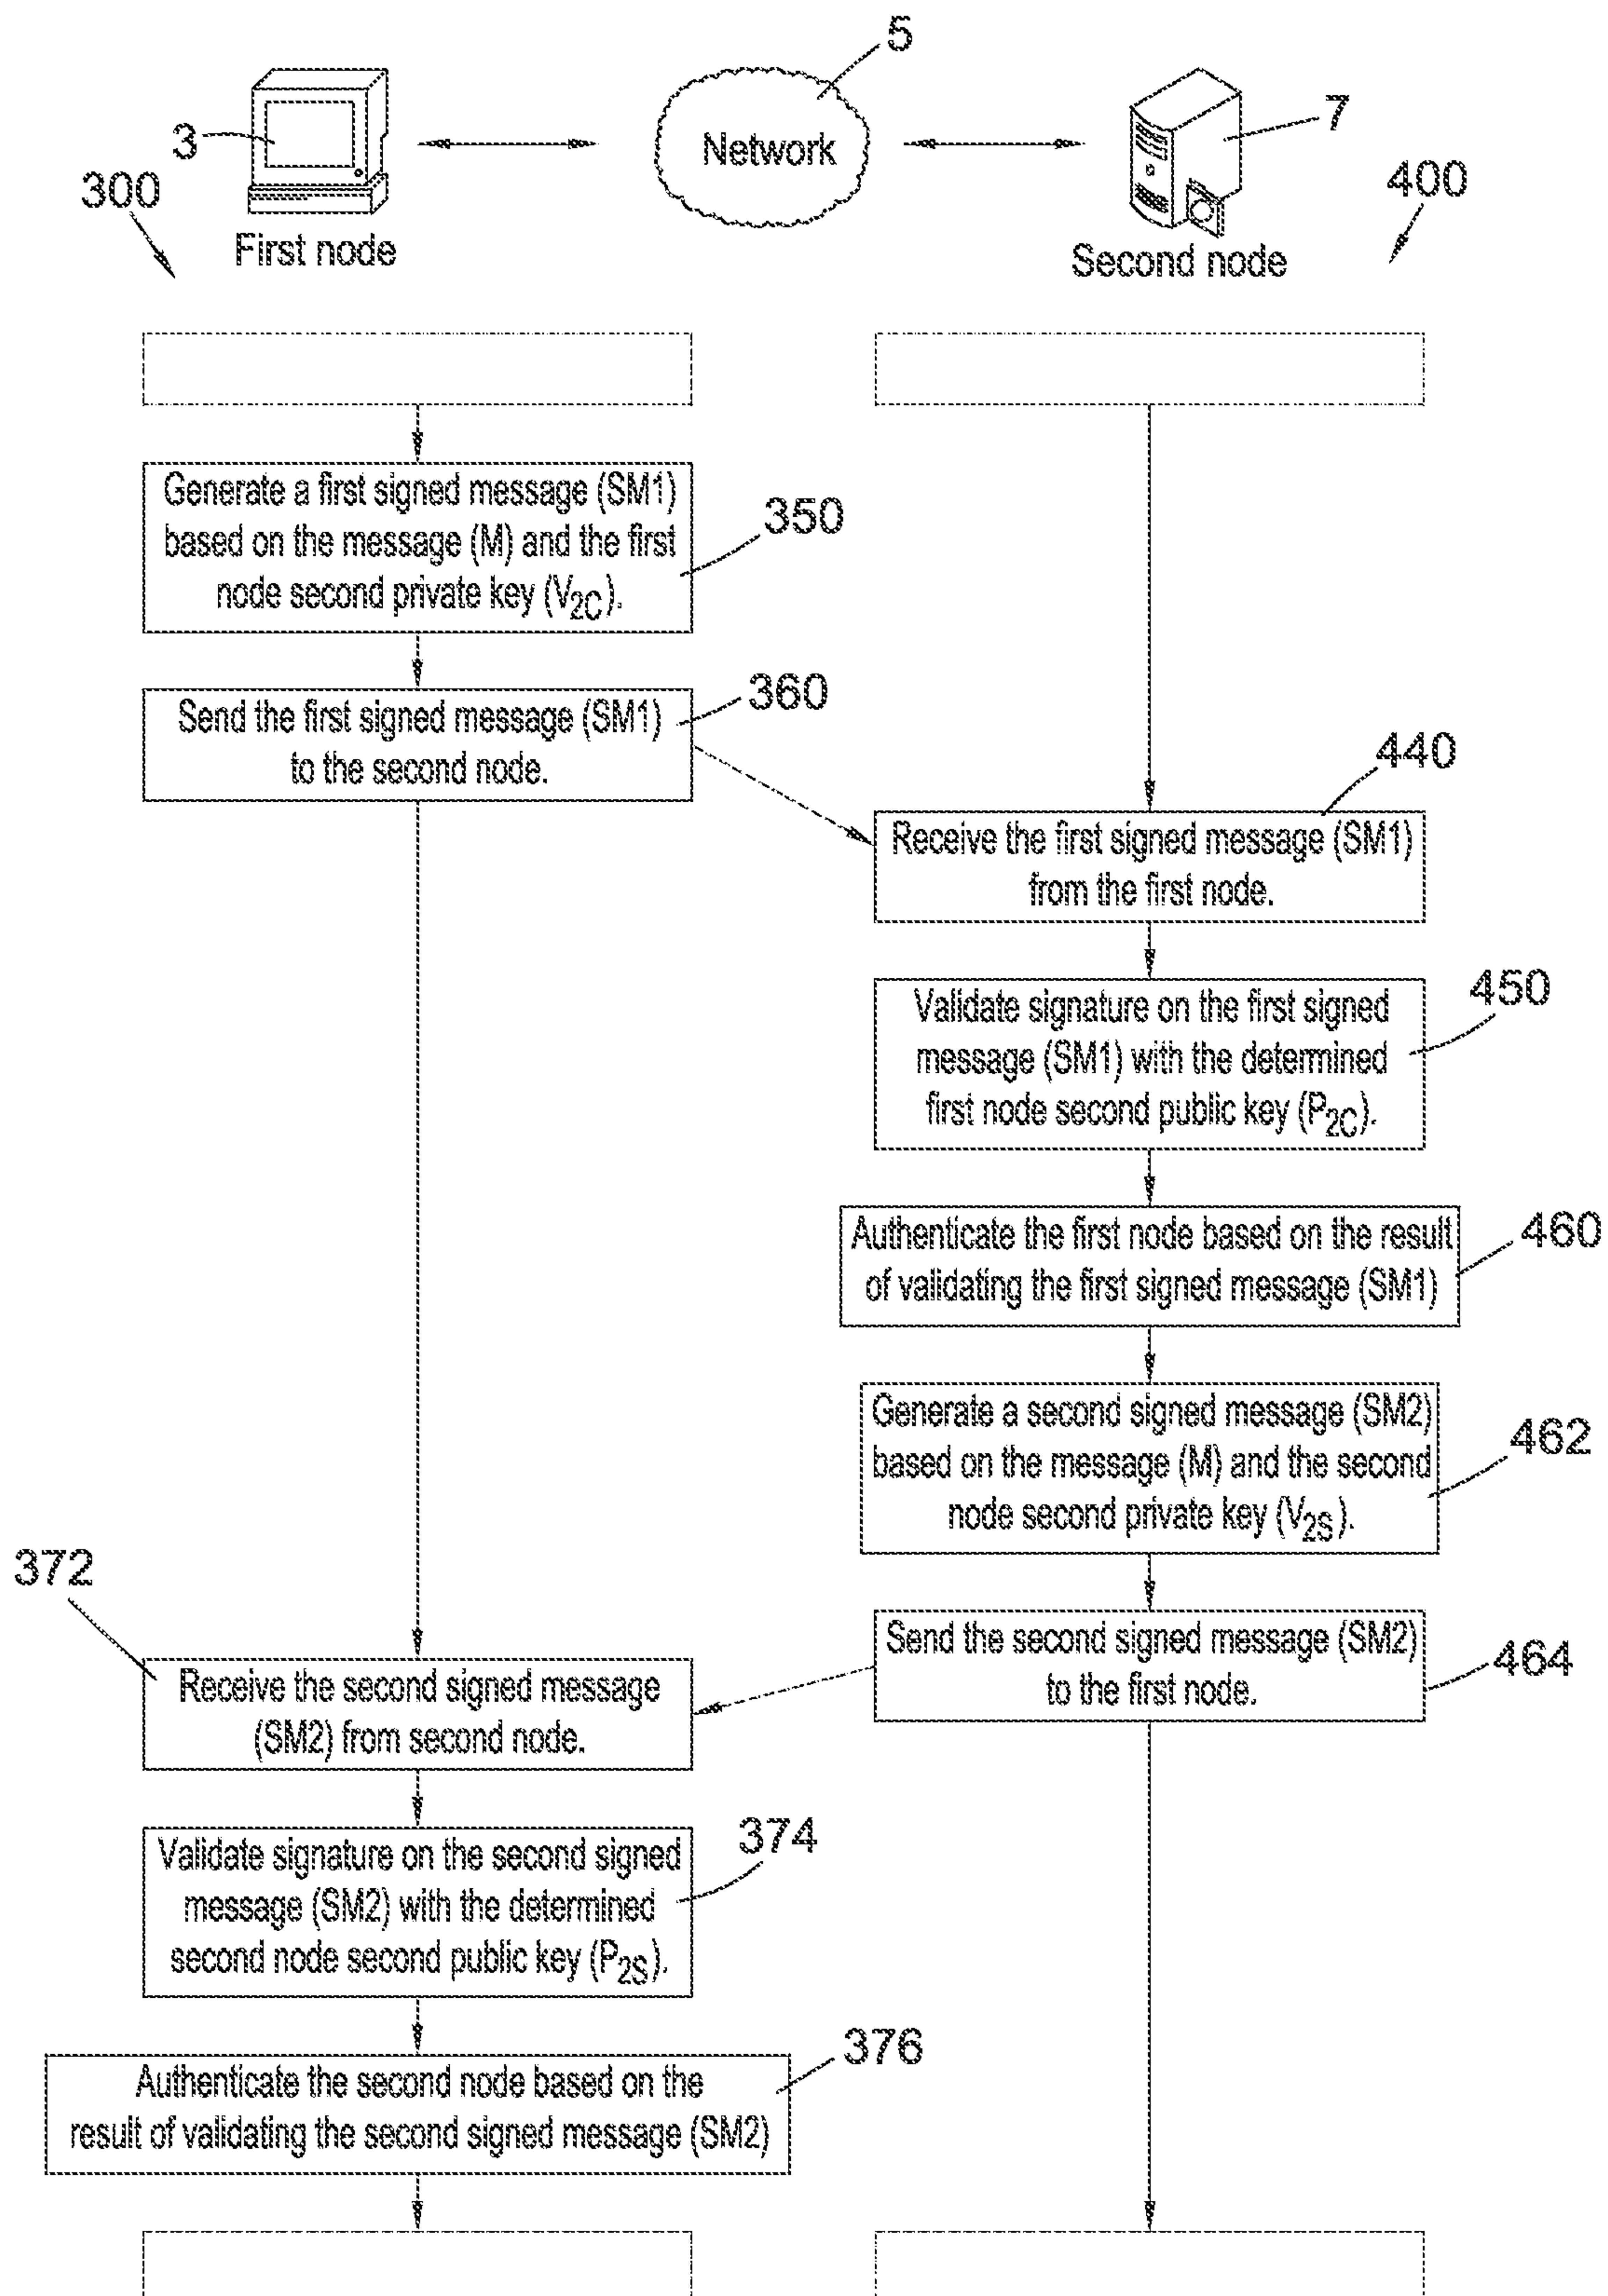 5
3
Network
7
300
400
First node
Second node
Generate a first signed message (SM1)
based on the message (M) and the first
node second private key (V2C).
350
Send the first signed message (SM1)
to the second node.
360
440
Receive the first signed message (SM1)
from the first node.
Validate signature on the first signed
message (SM1) with the determined
first node second public key (P2C).
450
Authenticate the first node based on the result
of validating the first signed message (SM1)
460
Generate a second signed message (SM2)
based on the message (M) and the second
node second private key (V2S).
462
Send the second signed message (SM2)
to the first node.
464
372
Receive the second signed message
(SM2) from second node.
Validate signature on the second signed
message (SM2) with the determined
second node second public key (P2S).
374
Authenticate the second node based on the
result of validating the second signed message (SM2)
376